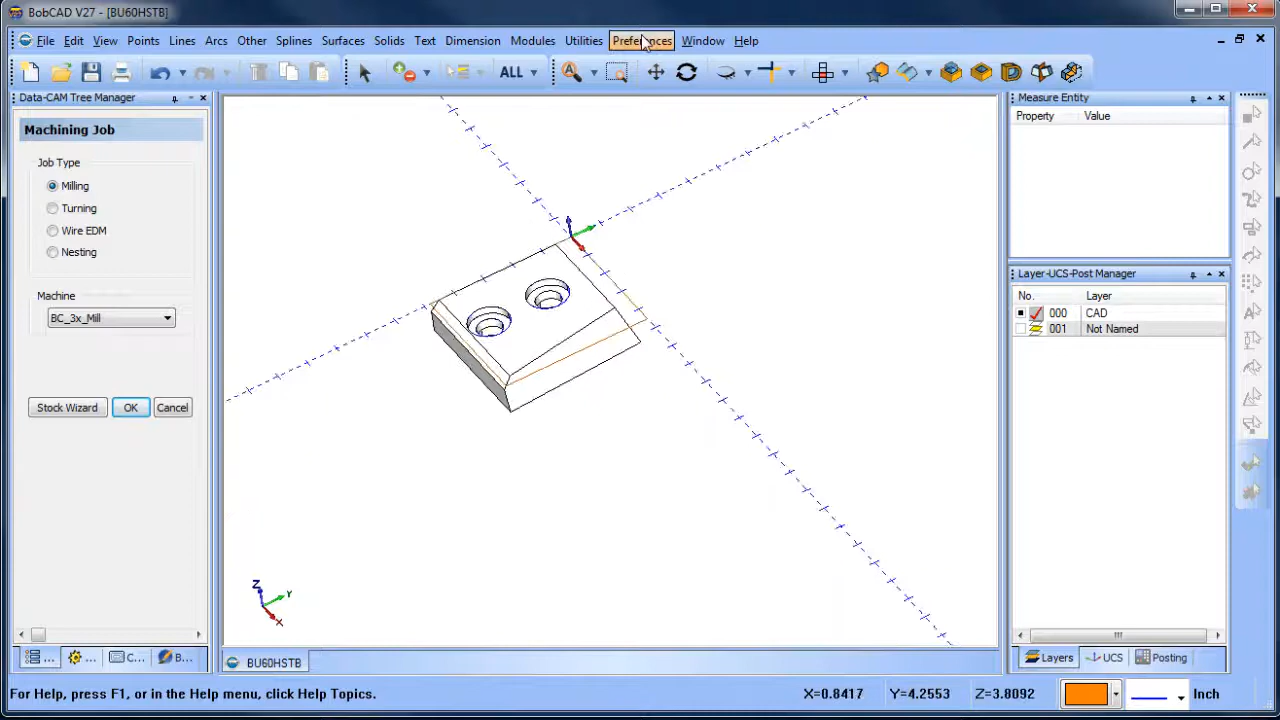 BobCAD V27 - [BU60HSTB]
File Edit View Points Lines Arcs Other Splines Surfaces Solids Text Dimension Modules Utilities Preferences Window Help
ALL
Data-CAM Tree Manager
Machining Job
Job Type
Milling
Turning
Wire EDM
Nesting
Machine
BC_3x_Mill
Stock Wizard OK Cancel
... ... C... B...
Z
Y
X
BU60HSTB
Measure Entity
Property Value
Layer-UCS-Post Manager
No. Layer
000 CAD
001 Not Named
Layers UCS Posting
For Help, press F1, or in the Help menu, click Help Topics. X=0.8417 Y=4.2553 Z=3.8092 Inch